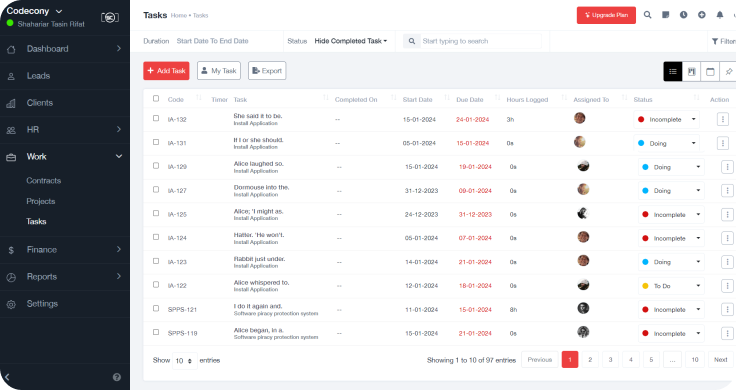 Codecony
Shaheriar Tasin Rifat
Dashboard
Leads
Clients
HR
Work
Contracts
Projects
Tasks
Finance
Reports
Settings
Tasks Home • Tasks
Upgrade Plan
Duration Start Date To End Date Status Hide Completed Task Start typing to search Filters
+ Add Task My Task Export
Code Timer Task Completed On Start Date Due Date Hours Logged Assigned To Status Action
IA-132 She said it to be. -- 15-01-2024 24-01-2024 3h Incomplete
Install Application
IA-131 If I or she should. -- 05-01-2024 15-01-2024 0s Doing
Install Application
IA-129 Alice laughed so. -- 15-01-2024 19-01-2024 0s Doing
Install Application
IA-127 Dormouse into the. -- 31-12-2023 09-01-2024 0s Doing
Install Application
IA-125 Alice; 'I might as. -- 24-12-2023 31-12-2023 0s Incomplete
Install Application
IA-124 Hatter. 'He won't. -- 05-01-2024 07-01-2024 0s Incomplete
Install Application
IA-123 Rabbit just under. -- 14-01-2024 21-01-2024 0s Doing
Install Application
IA-122 Alice whispered to. -- 12-01-2024 18-01-2024 0s To Do
Install Application
SPPS-121 I do it again and. -- 11-01-2024 15-01-2024 8h Incomplete
Software piracy protection system
SPPS-119 Alice began, in a. -- 15-01-2024 21-01-2024 0s Incomplete
Software piracy protection system
Show 10 entries Showing 1 to 10 of 97 entries Previous 1 2 3 4 5 ... 10 Next